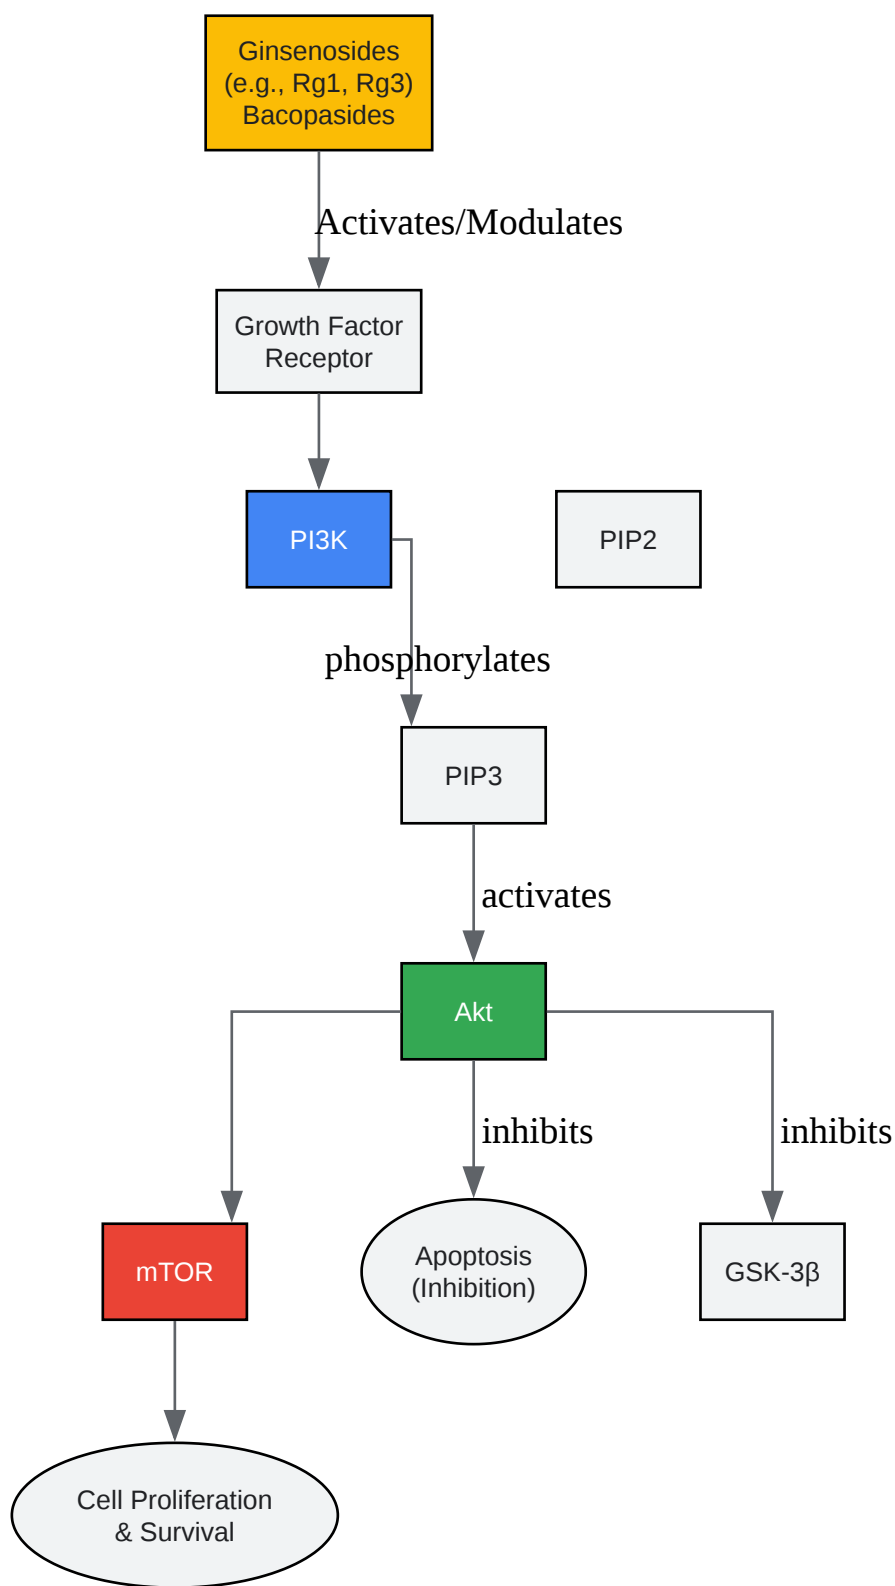 Ginsenosides
(e.g., Rg1, Rg3)
Bacopasides
Activates/Modulates
Growth Factor
Receptor
PI3K
PIP2
phosphorylates
PIP3
activates
Akt
inhibits
inhibits
mTOR
Apoptosis
(Inhibition)
GSK-3β
Cell Proliferation
& Survival